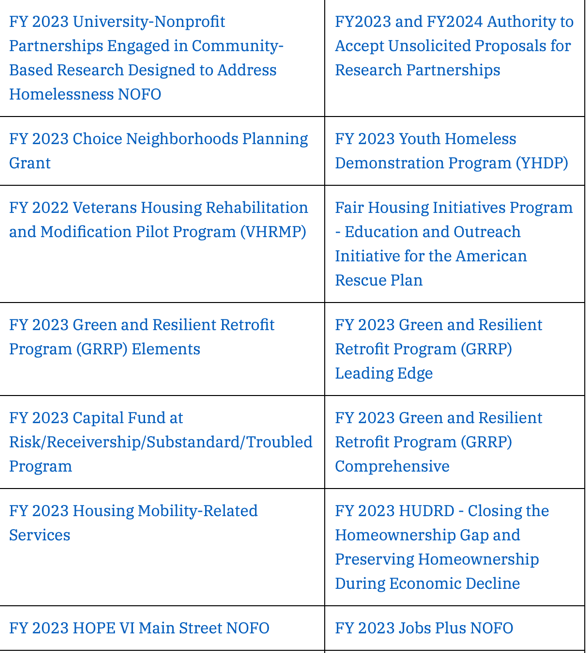 FY 2023 University-Nonprofit
Partnerships Engaged in Community-
Based Research Designed to Address
Homelessness NOFO
FY2023 and FY2024 Authority to
Accept Unsolicited Proposals for
Research Partnerships
FY 2023 Choice Neighborhoods Planning
Grant
FY 2023 Youth Homeless
Demonstration Program (YHDP)
FY 2022 Veterans Housing Rehabilitation
and Modification Pilot Program (VHRMP)
Fair Housing Initiatives Program
- Education and Outreach
Initiative for the American
Rescue Plan
FY 2023 Green and Resilient Retrofit
Program (GRRP) Elements
FY 2023 Green and Resilient
Retrofit Program (GRRP)
Leading Edge
FY 2023 Capital Fund at
Risk/Receivership/Substandard/Troubled
Program
FY 2023 Green and Resilient
Retrofit Program (GRRP)
Comprehensive
FY 2023 Housing Mobility-Related
Services
FY 2023 HUDRD - Closing the
Homeownership Gap and
Preserving Homeownership
During Economic Decline
FY 2023 HOPE VI Main Street NOFO
FY 2023 Jobs Plus NOFO